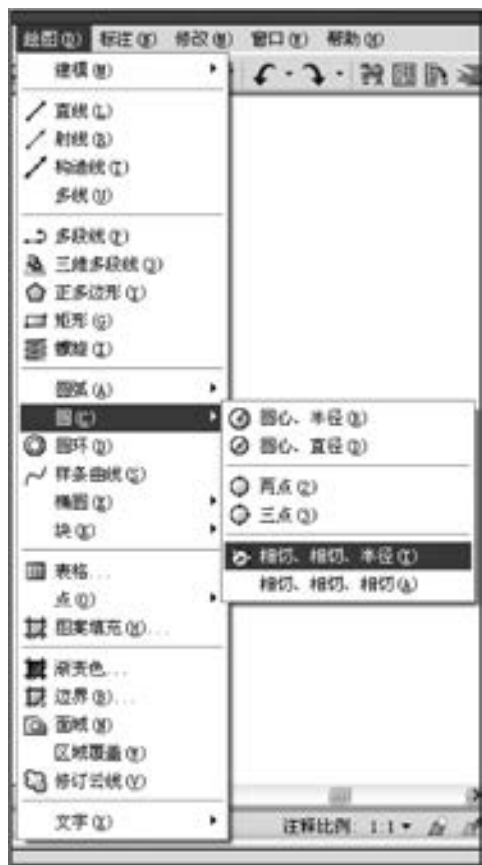 绘图(D) 标注(N) 修改(M) 窗口(W) 帮助(H)
建模(M)
直线(L)
射线(R)
构造线(T)
多线(U)
多段线(P)
三维多段线(3)
正多边形(Y)
矩形(G)
螺旋(I)
圆弧(A)
圆(C)
圆心、半径(R)
圆心、直径(D)
两点(2)
三点(3)
相切、相切、半径(T)
相切、相切、相切(A)
圆环(D)
样条曲线(S)
椭圆(E)
块(K)
表格...
点(O)
图案填充(H)...
渐变色...
边界(B)...
面域(N)
区域覆盖(W)
修订云线(V)
文字(X)
注释比例: 1:1